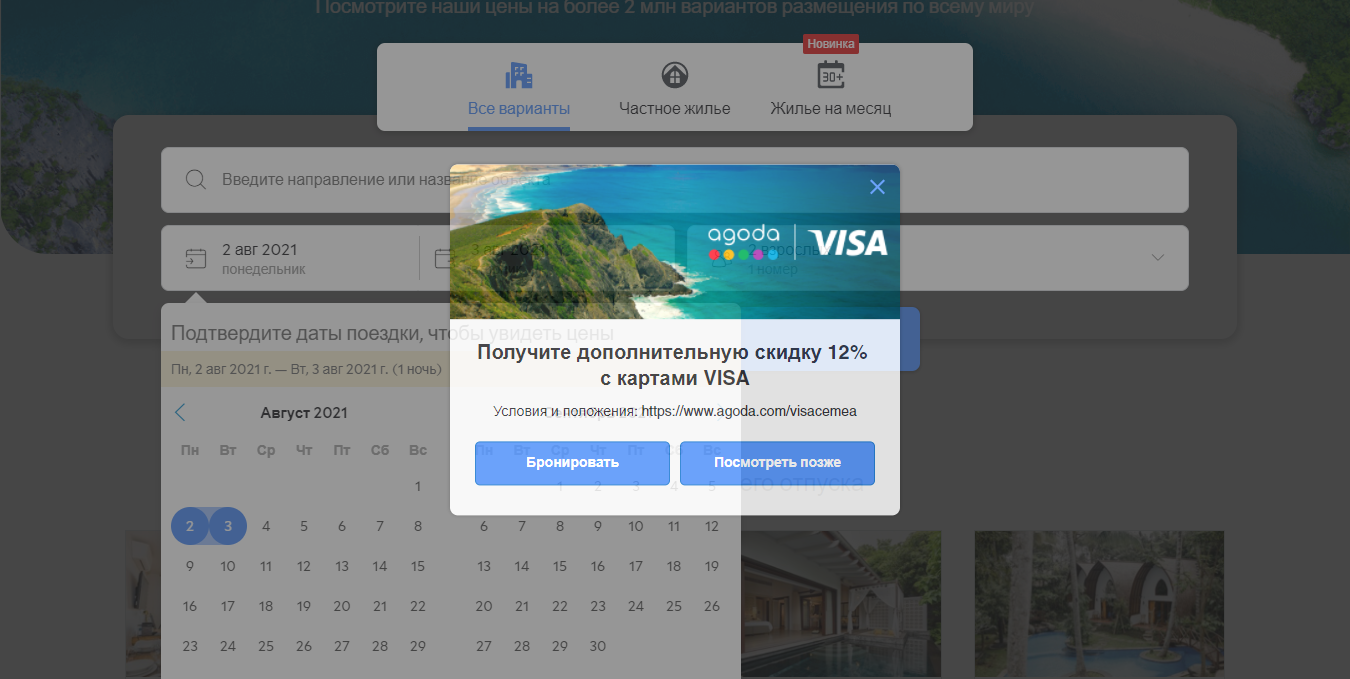 Посмотрите наши цены на более 2 млн вариантов размещения по всему миру
Новинка
30+
Все варианты
Частное жилье
Жилье на месяц
Введите направление или название объекта
2 авг 2021
понедельник
3 авг 2021
2 взрослых
1 номер
agoda
VISA
Подтвердите даты поездки, чтобы увидеть цены
Пн, 2 авг 2021 г. — Вт, 3 авг 2021 г. (1 ночь)
Получите дополнительную скидку 12%
с картами VISA
Условия и положения: https://www.agoda.com/visacemea
Бронировать
Посмотреть позже
его отпуска
Август 2021
Пн Вт Ср Чт Пт Сб Вс
1
2 3 4 5 6 7 8
9 10 11 12 13 14 15
16 17 18 19 20 21 22
23 24 25 26 27 28 29
Пн Вт Ср Чт Пт Сб Вс
1 2 3 4 5
6 7 8 9 10 11 12
13 14 15 16 17 18 19
20 21 22 23 24 25 26
27 28 29 30